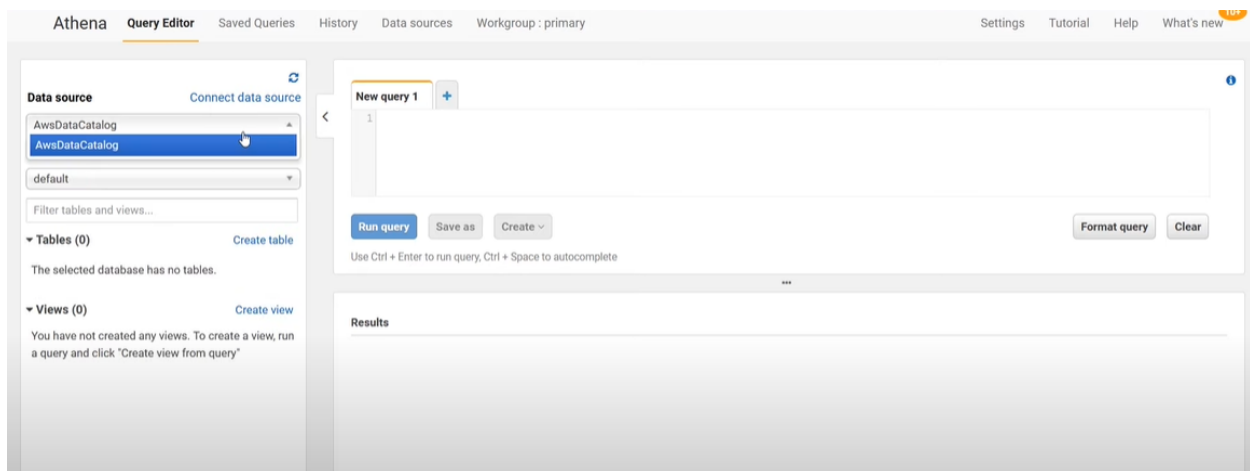 Athena Query Editor Saved Queries History Data sources Workgroup : primary Settings Tutorial Help What's new 10+
Data source Connect data source
AwsDataCatalog
AwsDataCatalog
default
Filter tables and views...
Tables (0) Create table
The selected database has no tables.
Views (0) Create view
You have not created any views. To create a view, run
a query and click "Create view from query"
New query 1 +
1
Run query Save as Create Format query Clear
Use Ctrl + Enter to run query, Ctrl + Space to autocomplete
Results